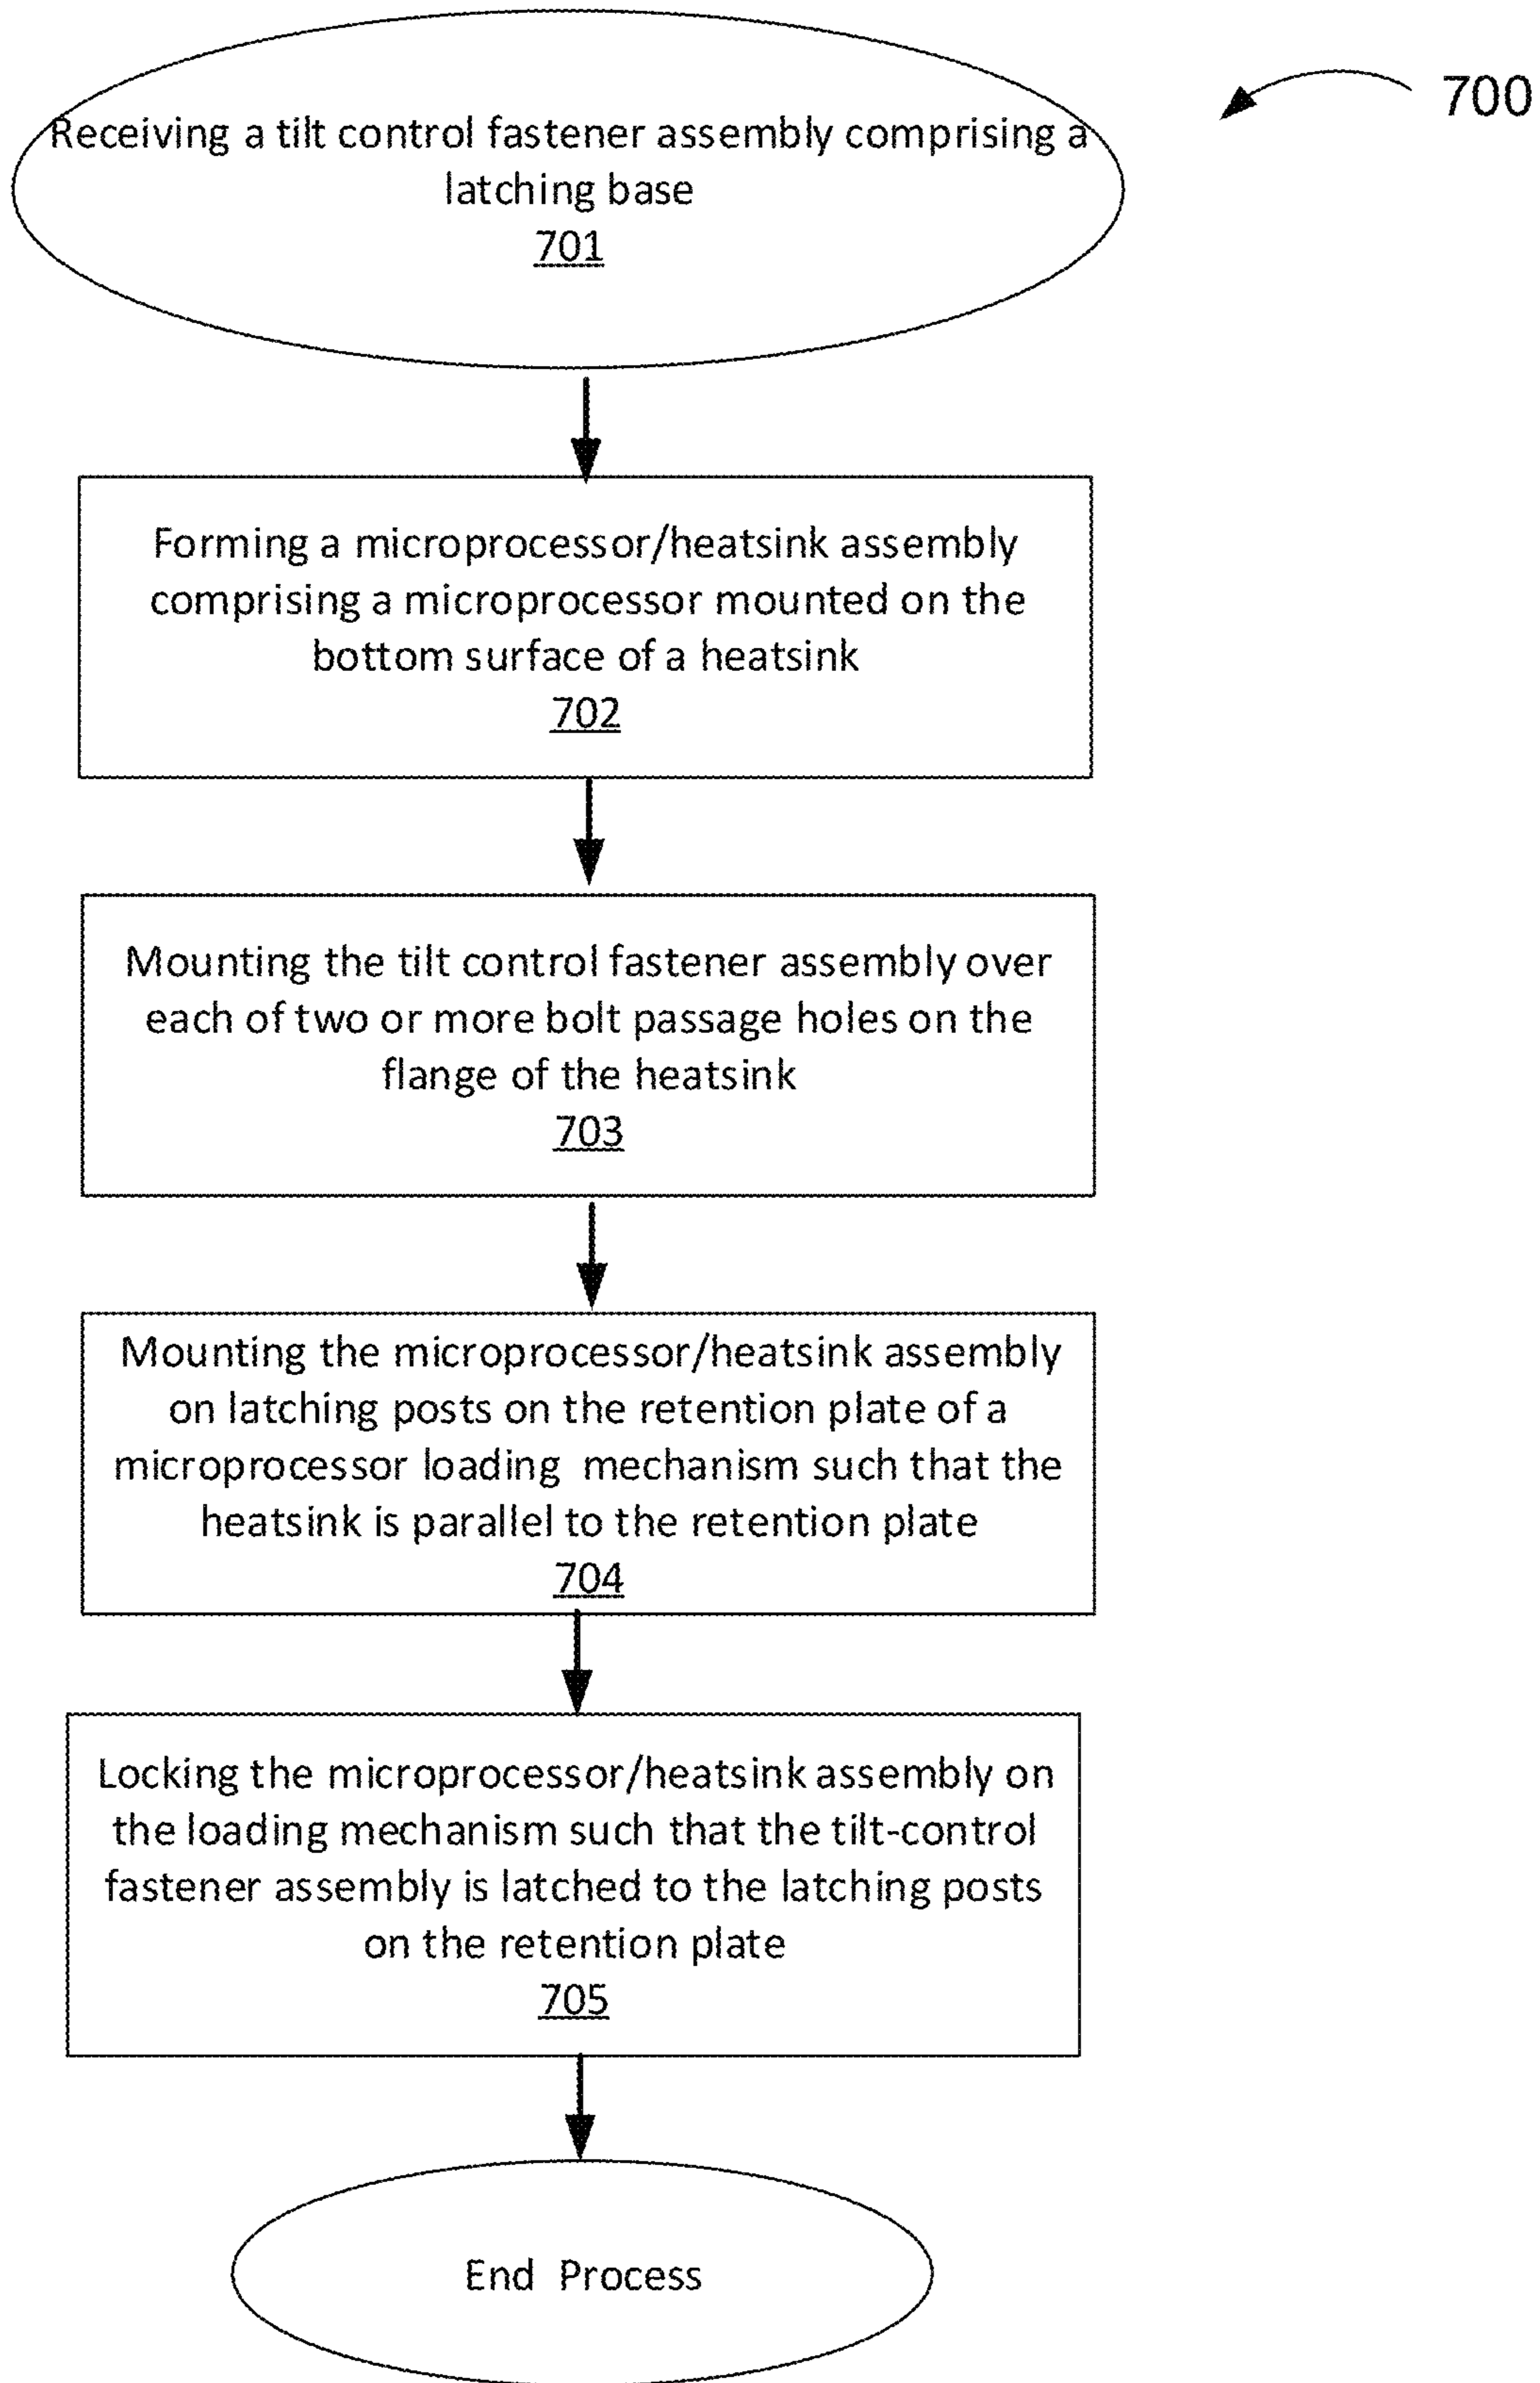 700
Receiving a tilt control fastener assembly comprising a
latching base
701
Forming a microprocessor/heatsink assembly
comprising a microprocessor mounted on the
bottom surface of a heatsink
702
Mounting the tilt control fastener assembly over
each of two or more bolt passage holes on the
flange of the heatsink
703
Mounting the microprocessor/heatsink assembly
on latching posts on the retention plate of a
microprocessor loading mechanism such that the
heatsink is parallel to the retention plate
704
Locking the microprocessor/heatsink assembly on
the loading mechanism such that the tilt-control
fastener assembly is latched to the latching posts
on the retention plate
705
End Process